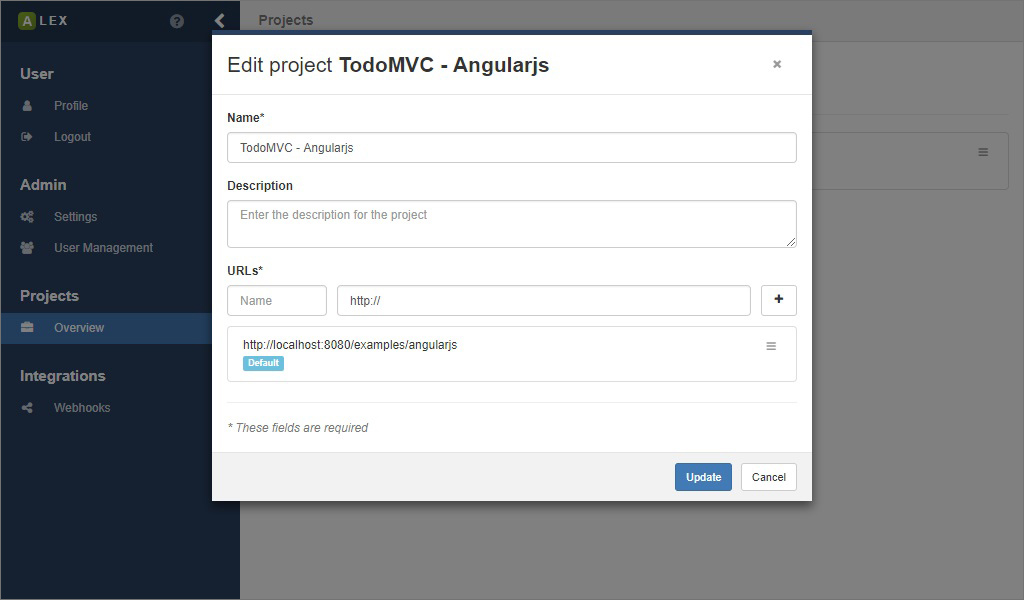 A LEX
?
Projects
User
Profile
Logout
Admin
Settings
User Management
Projects
Overview
Integrations
Webhooks
Edit project TodoMVC - Angularjs
×
Name*
TodoMVC - Angularjs
Description
Enter the description for the project
URLs*
Name
http://
+
http://localhost:8080/examples/angularjs
Default
* These fields are required
Update
Cancel